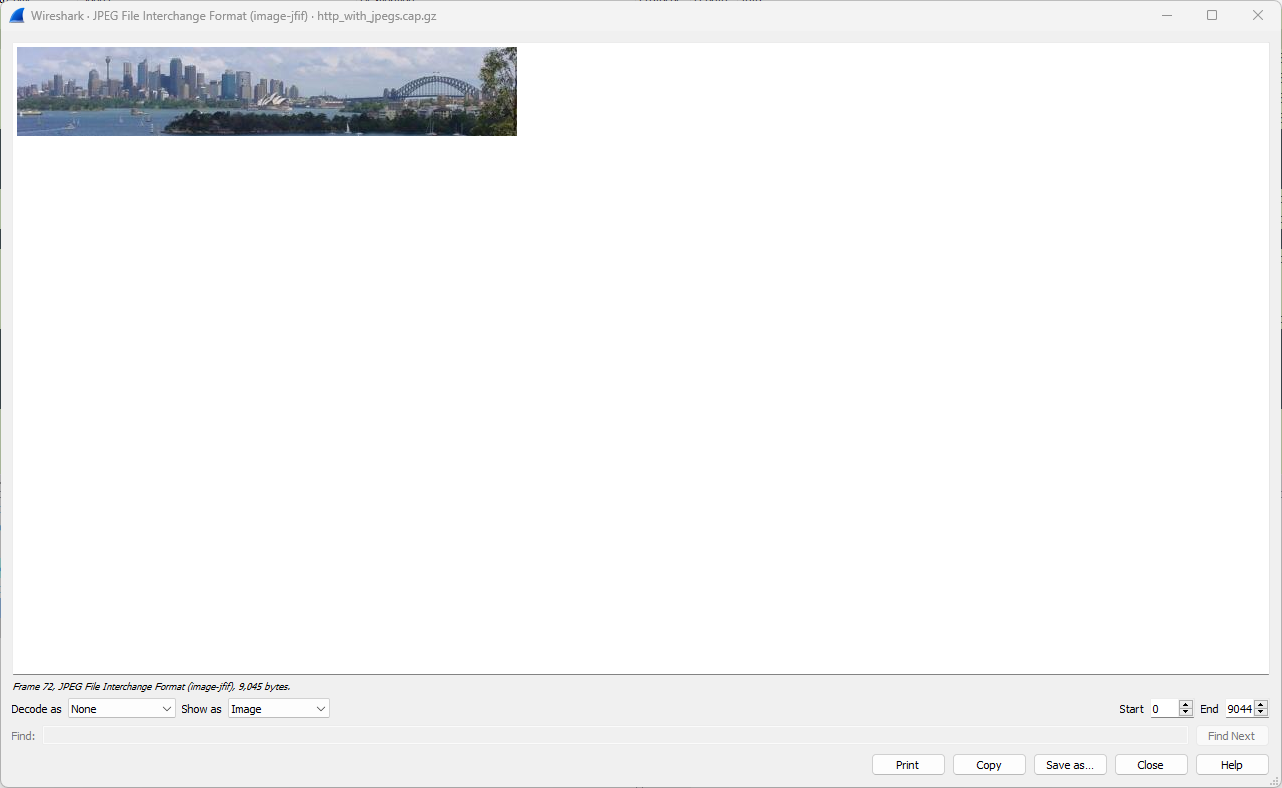 Wireshark · JPEG File Interchange Format (image-jfif) · http_with_jpegs.cap.gz
Frame 72, JPEG File Interchange Format (image-jfif), 9,045 bytes.
Decode as None Show as Image Start 0 End 9044
Find: Find Next
Print Copy Save as... Close Help